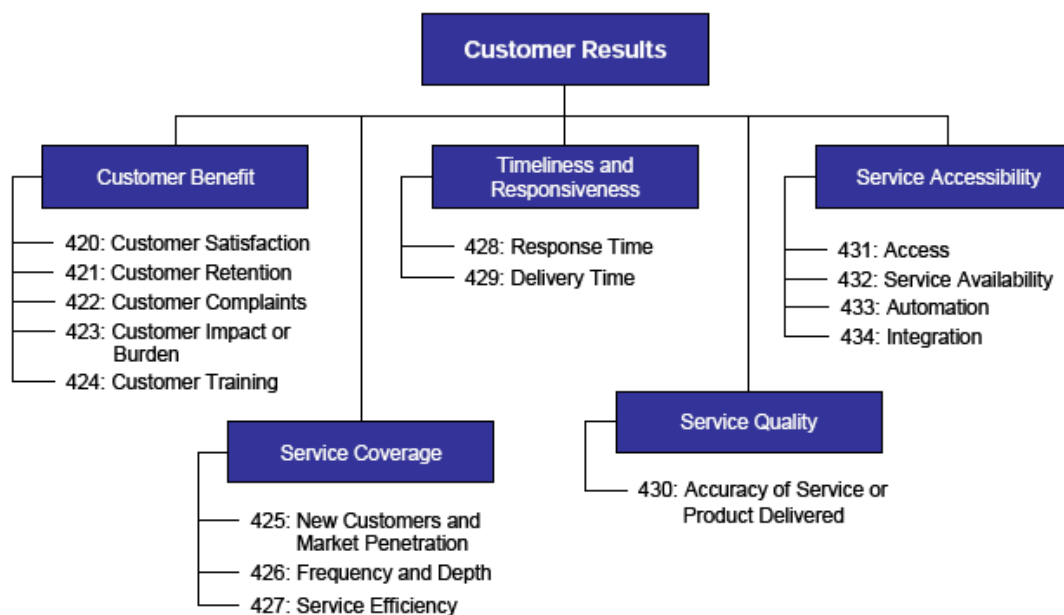 Customer Results
Customer Benefit
420: Customer Satisfaction
421: Customer Retention
422: Customer Complaints
423: Customer Impact or
Burden
424: Customer Training
Service Coverage
425: New Customers and
Market Penetration
426: Frequency and Depth
427: Service Efficiency
Timeliness and
Responsiveness
428: Response Time
429: Delivery Time
Service Quality
430: Accuracy of Service or
Product Delivered
Service Accessibility
431: Access
432: Service Availability
433: Automation
434: Integration